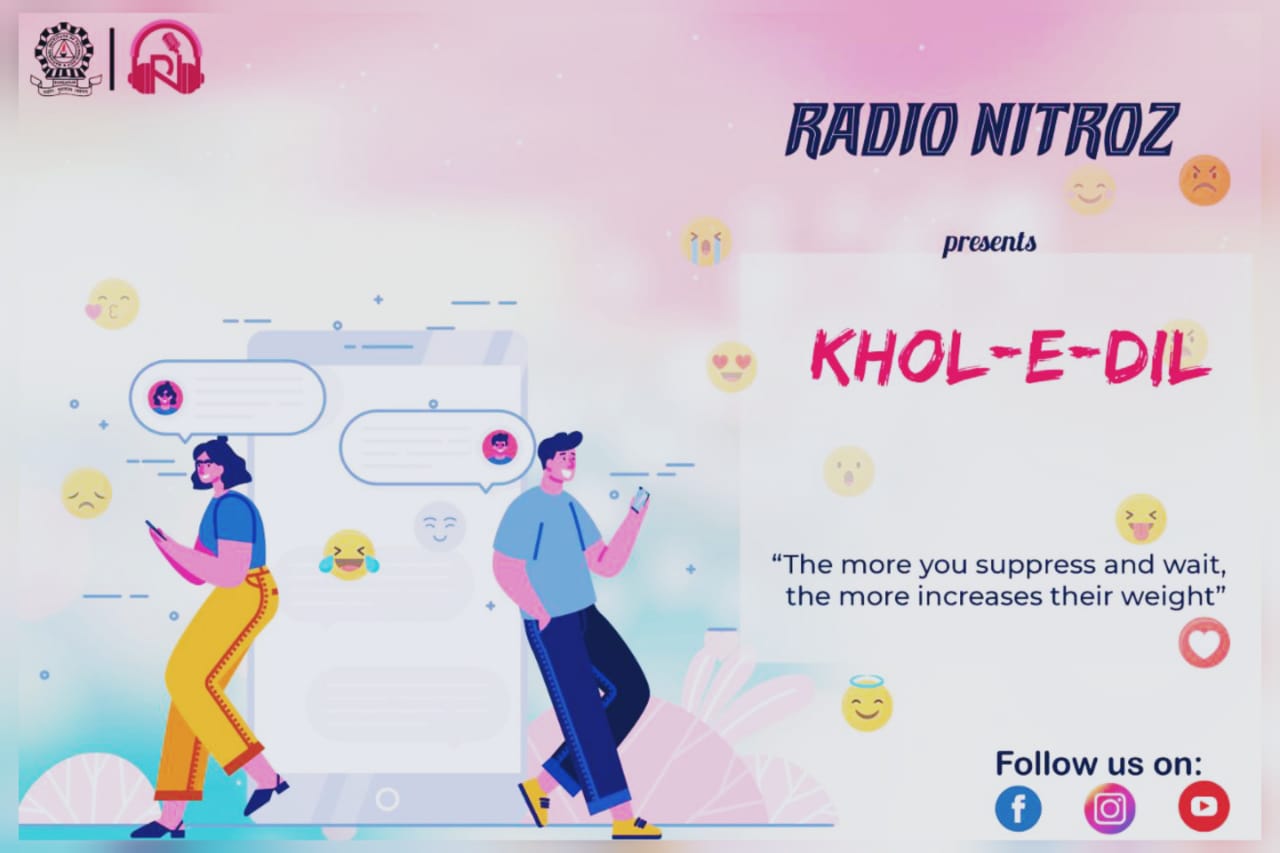 RADIO NITROZ
presents
KHOL-E-DIL
“The more you suppress and wait,
the more increases their weight”
Follow us on: